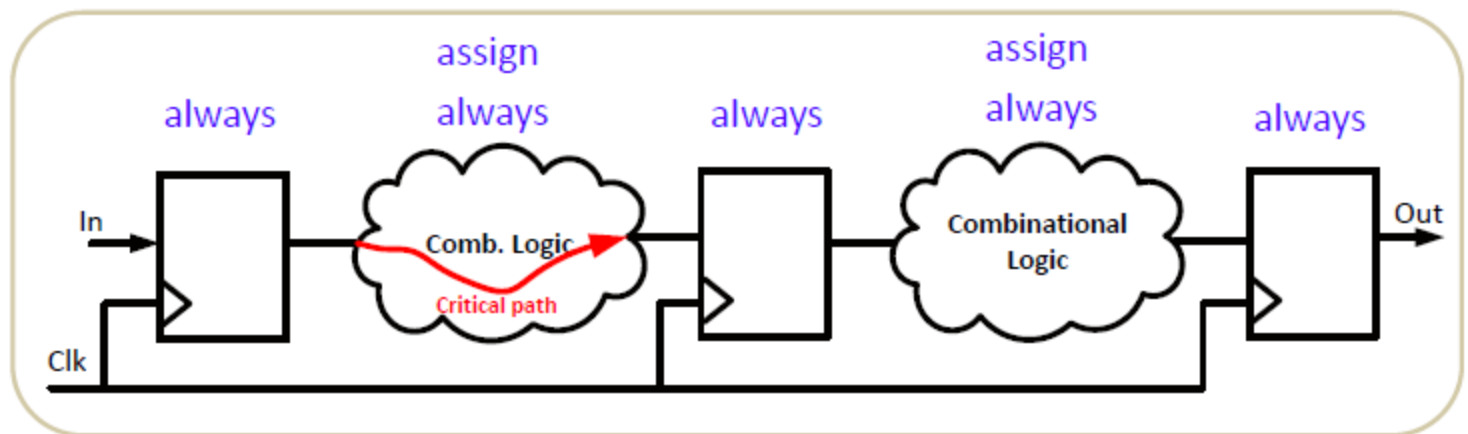 assign
always
always
assign
always
always
always
In
Comb. Logic
Critical path
Combinational
Logic
Out
Clk